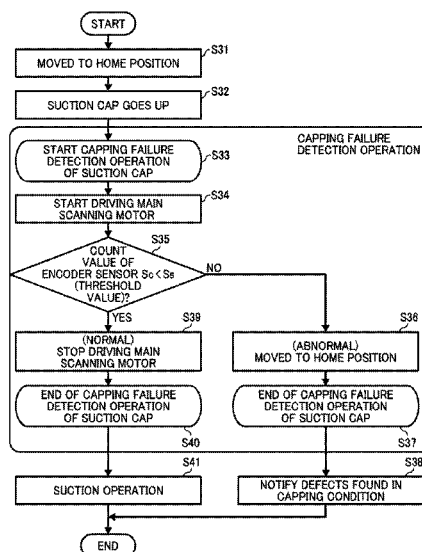 START
S31
MOVED TO HOME POSITION
S32
SUCTION CAP GOES UP
CAPPING FAILURE
DETECTION OPERATION
START CAPPING FAILURE
DETECTION OPERATION
OF SUCTION CAP
S33
S34
START DRIVING MAIN
SCANNING MOTOR
S35
COUNT
VALUE OF
ENCODER SENSOR Sc<Ss
(THRESHOLD
VALUE)?
NO
YES
S39
(NORMAL)
STOP DRIVING MAIN
SCANNING MOTOR
S36
(ABNORMAL)
MOVED TO HOME POSITION
END OF CAPPING FAILURE
DETECTION OPERATION
OF SUCTION CAP
S40
END OF CAPPING FAILURE
DETECTION OPERATION
OF SUCTION CAP
S37
S41
SUCTION OPERATION
S38
NOTIFY DEFECTS FOUND IN
CAPPING CONDITION
END